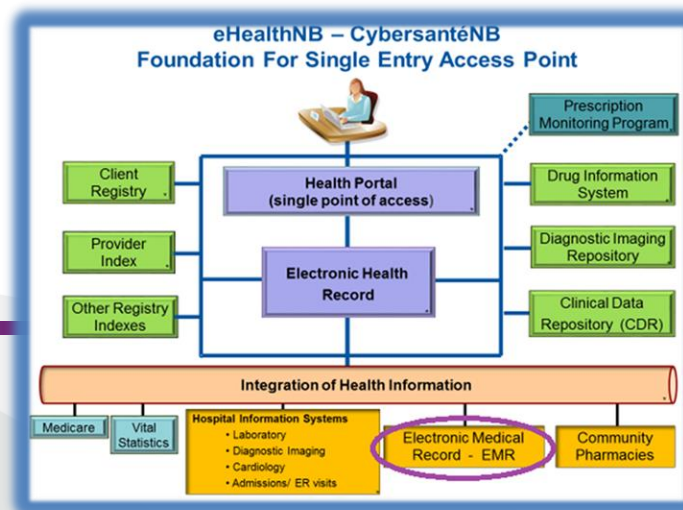 eHealthNB – CybersantéNB
Foundation For Single Entry Access Point
Prescription
Monitoring Program
Client
Registry
Health Portal
(single point of access)
Drug Information
System
Provider
Index
Electronic Health
Record
Diagnostic Imaging
Repository
Other Registry
Indexes
Clinical Data
Repository (CDR)
Integration of Health Information
Medicare
Vital
Statistics
Hospital Information Systems
• Laboratory
• Diagnostic Imaging
• Cardiology
• Admissions/ ER visits
Electronic Medical
Record - EMR
Community
Pharmacies